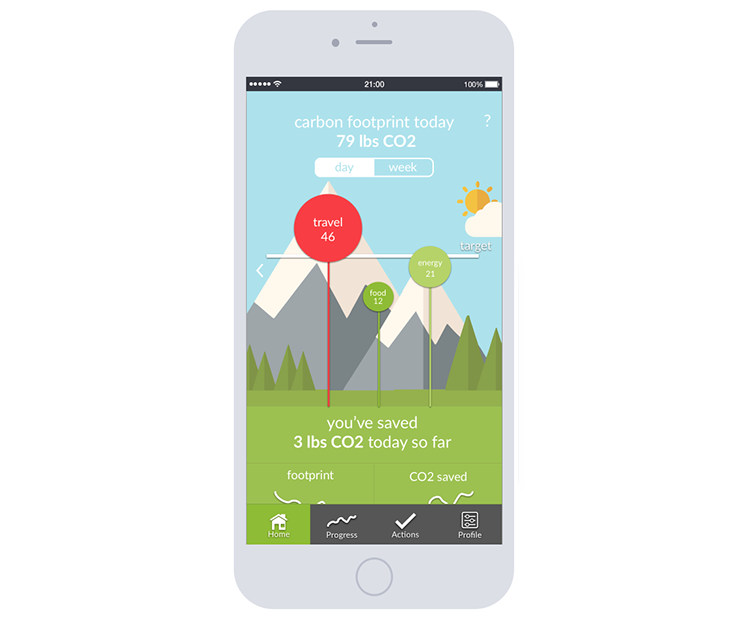 21:00
100%
carbon footprint today
?
79 lbs CO2
day
week
travel
46
target
energy
21
food
12
you've saved
3 lbs CO2 today so far
footprint
CO2 saved
Home
Progress
Actions
Profile